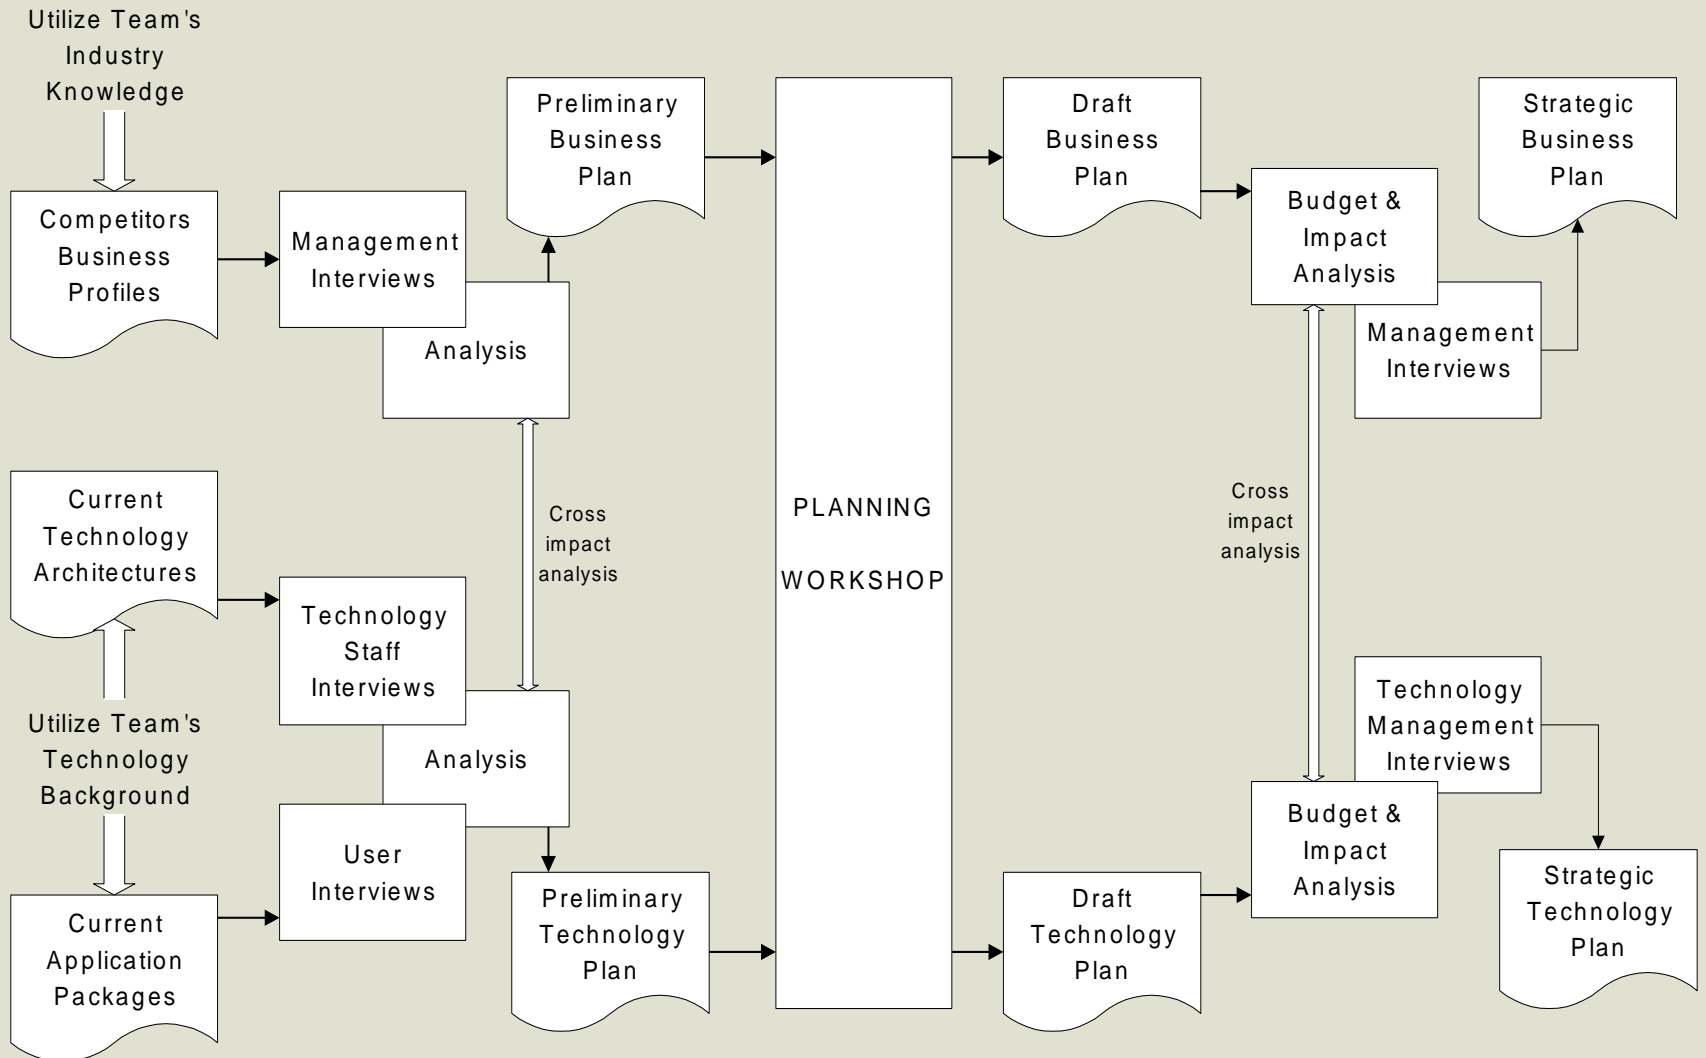 Utilize Team's
Industry
Knowledge
Competitors
Business
Profiles
Management
Interviews
Analysis
Preliminary
Business
Plan
Current
Technology
Architectures
Utilize Team's
Technology
Background
Current
Application
Packages
Technology
Staff
Interviews
Analysis
User
Interviews
Cross
impact
analysis
Preliminary
Technology
Plan
PLANNING
WORKSHOP
Draft
Business
Plan
Budget &
Impact
Analysis
Management
Interviews
Strategic
Business
Plan
Cross
impact
analysis
Technology
Management
Interviews
Budget &
Impact
Analysis
Draft
Technology
Plan
Strategic
Technology
Plan